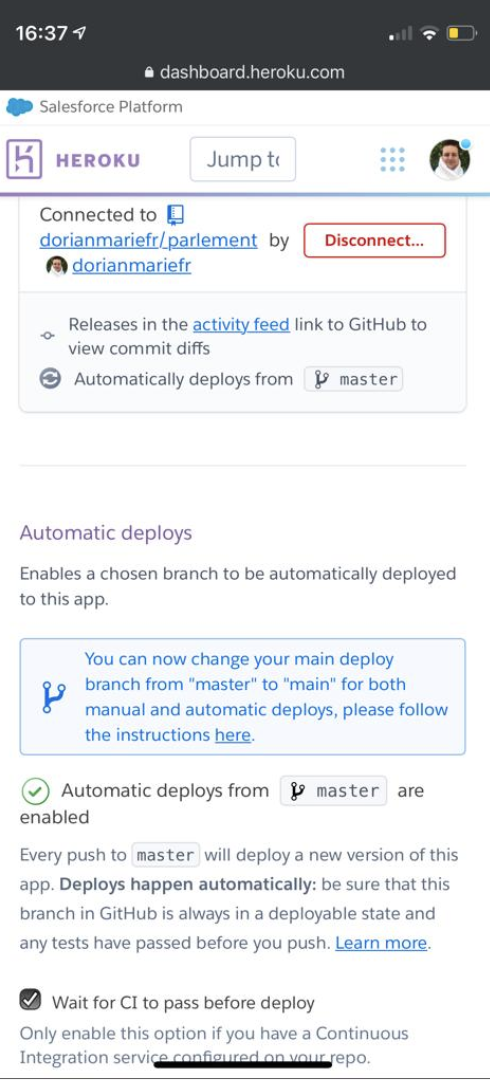 16:37
dashboard.heroku.com
Salesforce Platform
HEROKU
Jump to
Connected to
dorianmariefr/parlement by
dorianmariefr
Disconnect...
Releases in the activity feed link to GitHub to
view commit diffs
Automatically deploys from master
Automatic deploys
Enables a chosen branch to be automatically deployed
to this app.
You can now change your main deploy
branch from "master" to "main" for both
manual and automatic deploys, please follow
the instructions here.
Automatic deploys from master are
enabled
Every push to master will deploy a new version of this
app. Deploys happen automatically: be sure that this
branch in GitHub is always in a deployable state and
any tests have passed before you push. Learn more.
Wait for CI to pass before deploy
Only enable this option if you have a Continuous
Integration service configured on your repo.